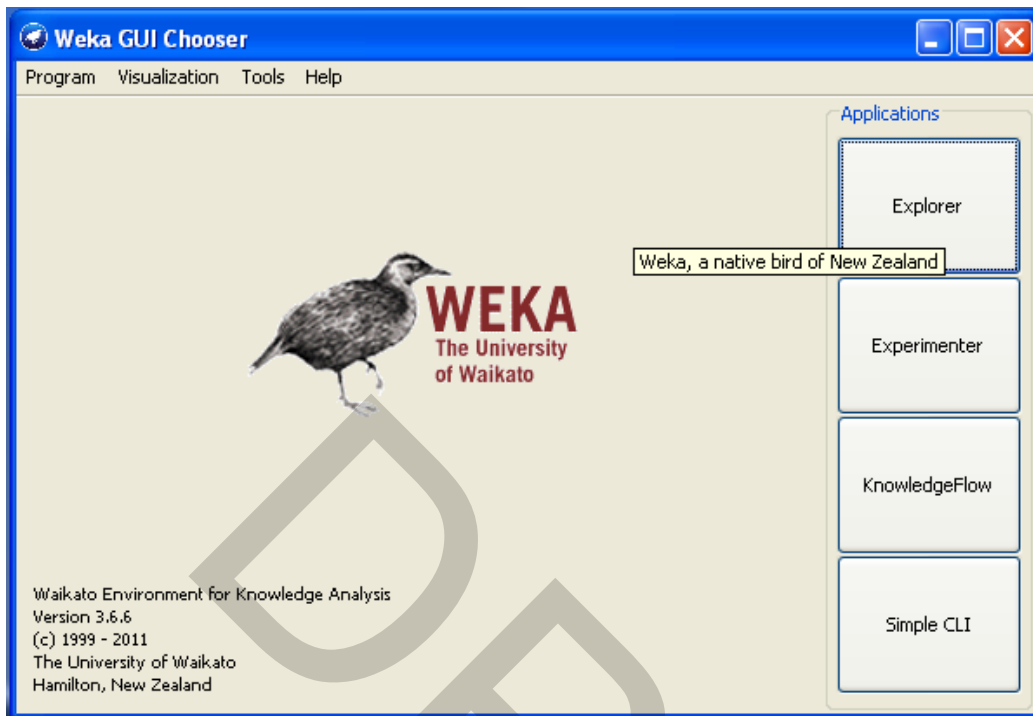 Weka GUI Chooser
Program Visualization Tools Help
Applications
Explorer
Weka, a native bird of New Zealand
WEKA
The University
of Waikato
Experimenter
KnowledgeFlow
Simple CLI
Waikato Environment for Knowledge Analysis
Version 3.6.6
(c) 1999 - 2011
The University of Waikato
Hamilton, New Zealand